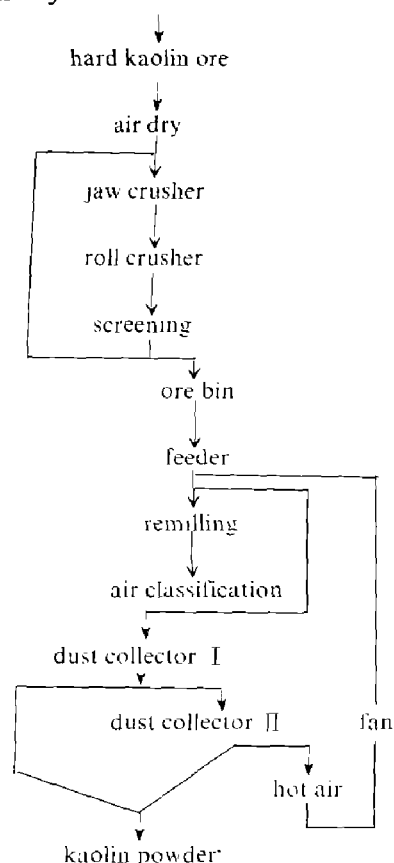 hard kaolin ore
air dry
jaw crusher
roll crusher
screening
ore bin
feeder
remilling
air classification
dust collector I
dust collector II
fan
hot air
kaolin powder